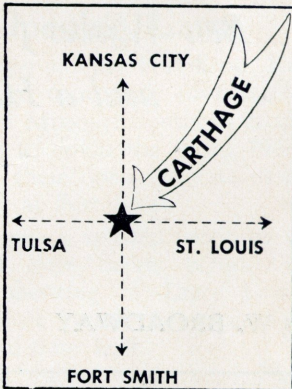 KANSAS CITY
CARTHAGE
TULSA
ST. LOUIS
FORT SMITH